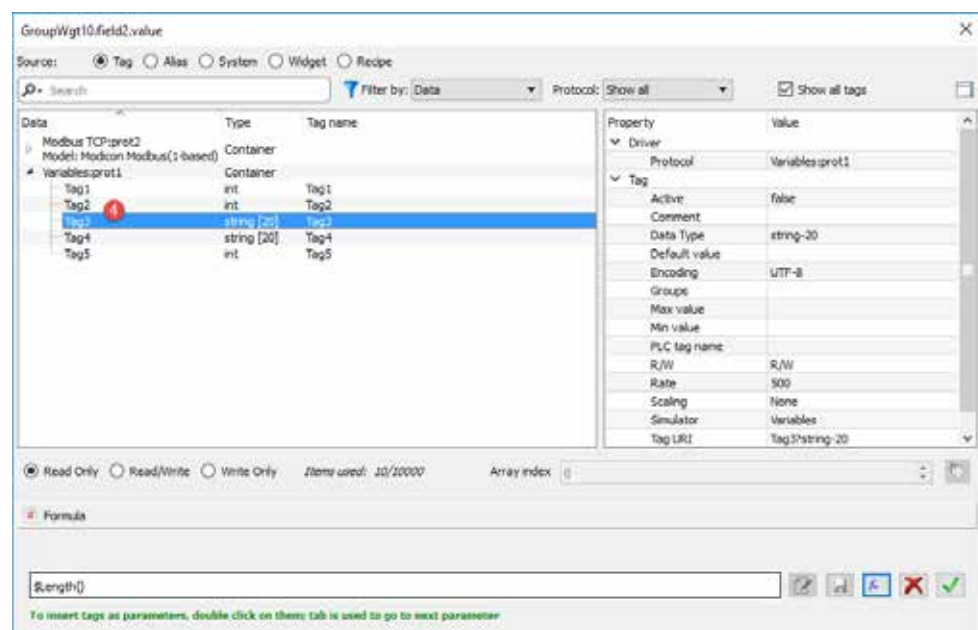 GroupWgt10.field2.value
Source: Tag Alias System Widget Recipe
Search Filter by: Data Protocol: Show all Show all tags
Data Type Tag name Property Value
Modbus TCP:prot2 Container Driver
Model: Modicon Modbus(1-based) Protocol Variables:prot1
Variables:prot1 Container Tag
Tag1 int Tag1 Active false
Tag2 int Tag2 Comment
4
Tag3 string [20] Tag3 Data Type string-20
Tag4 string [20] Tag4 Default value
Tag5 int Tag5 Encoding UTF-8
Groups
Max value
Min value
PLC tag name
R/W R/W
Rate 500
Scaling None
Simulator Variables
Tag URI Tag3?string-20
Read Only Read/Write Write Only Items used: 10/10000 Array index 0
Formula
$Length()
To insert tags as parameters, double click on them; tab is used to go to next parameter